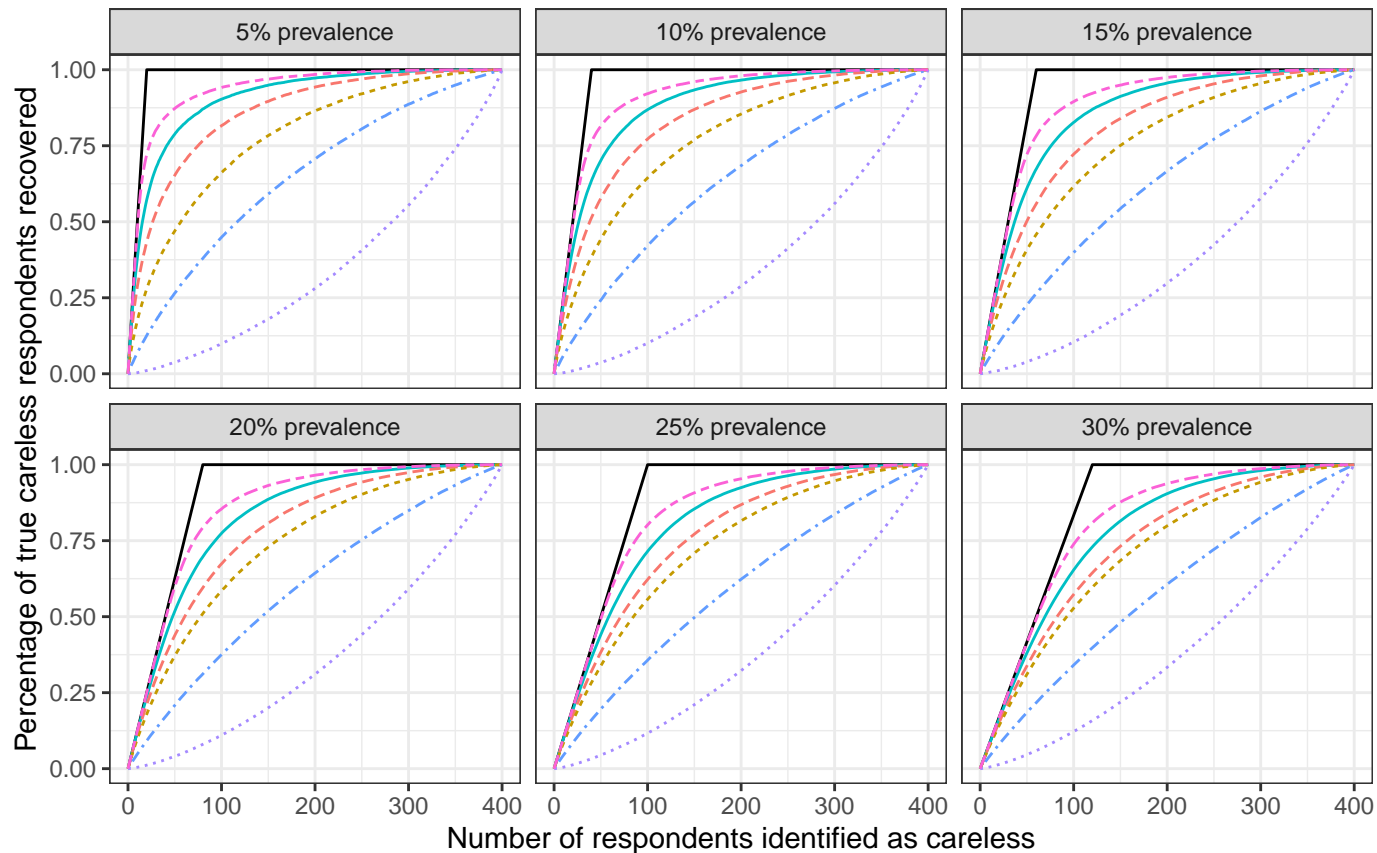 5% prevalence
10% prevalence
15% prevalence
1.00
0.75
0.50
0.25
0.00
20% prevalence
25% prevalence
30% prevalence
1.00
0.75
0.50
0.25
0.00
0 100 200 300 400
0 100 200 300 400
0 100 200 300 400
Number of respondents identified as careless
Percentage of true careless respondents recovered